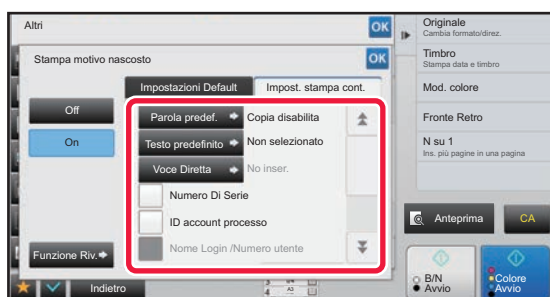 Altri
OK
Stampa motivo nascosto
OK
Impostazioni Default
Impost. stampa cont.
Off
On
Parola predef.
Copia disabilita
Testo predefinito
Non selezionato
Voce Diretta
No inser.
Numero Di Serie
ID account processo
Nome Login /Numero utente
Funzione Riv.
Indietro
Originale
Cambia formato/direz.
Timbro
Stampa data e timbro
Mod. colore
Fronte Retro
N su 1
Ins. più pagine in una pagina
Anteprima
CA
B/N
Avvio
Colore
Avvio